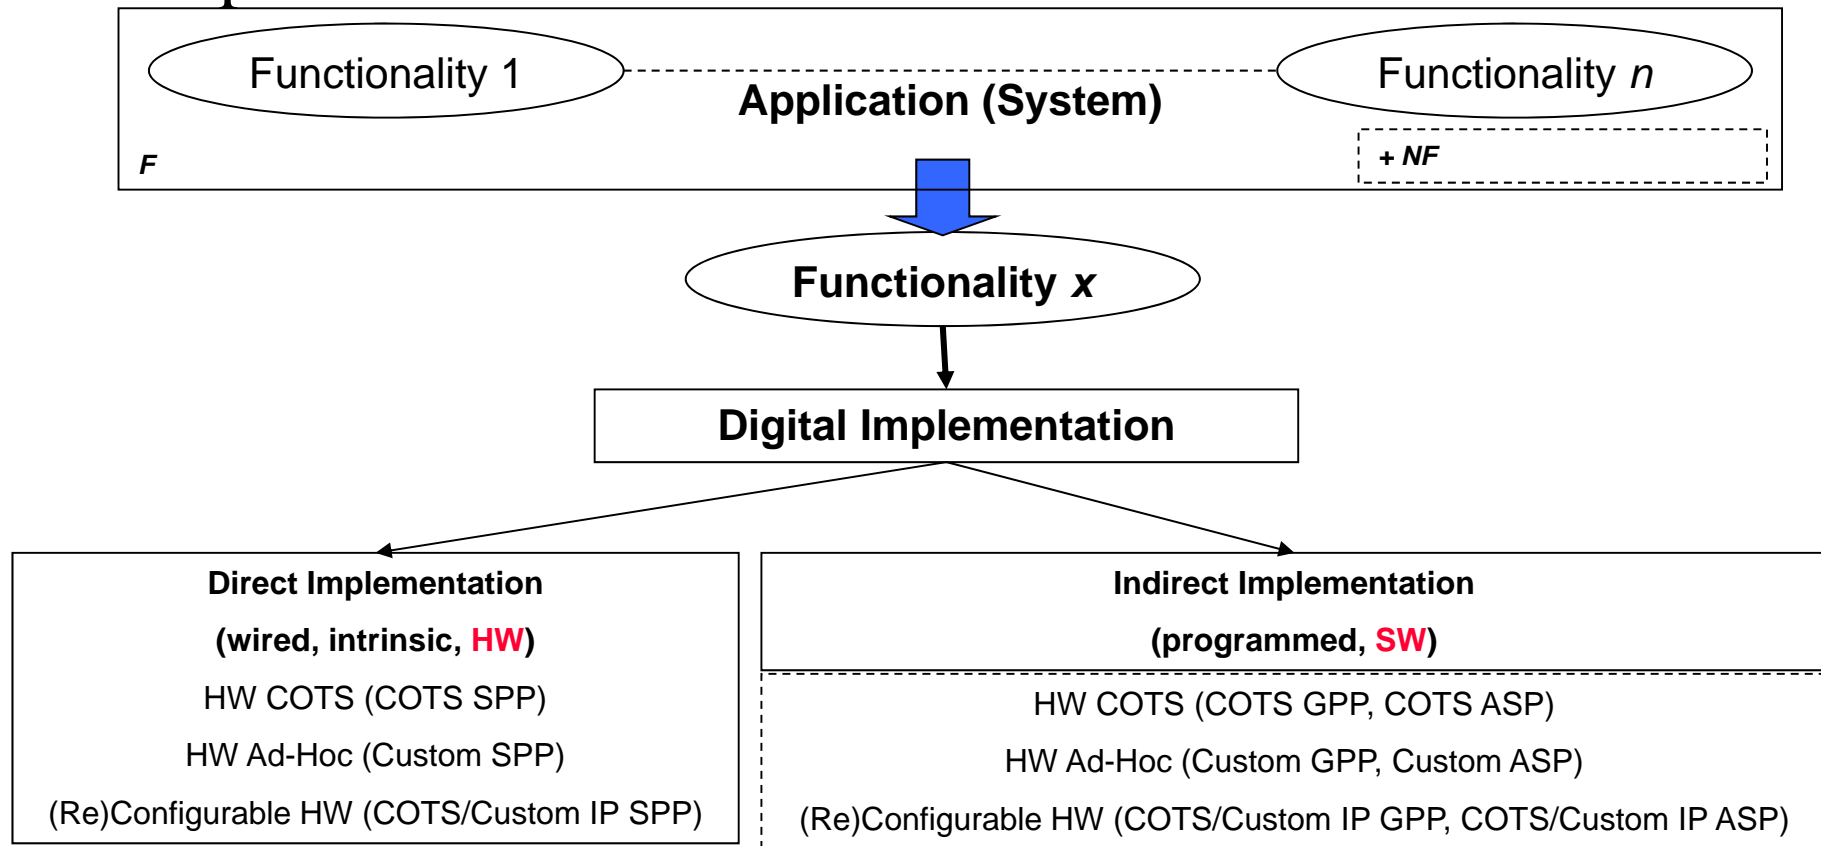 Functionality 1
Functionality n
Application (System)
F
+ NF
Functionality x
Digital Implementation
Direct Implementation
(wired, intrinsic, HW)
HW COTS (COTS SPP)
HW Ad-Hoc (Custom SPP)
(Re)Configurable HW (COTS/Custom IP SPP)
Indirect Implementation
(programmed, SW)
HW COTS (COTS GPP, COTS ASP)
HW Ad-Hoc (Custom GPP, Custom ASP)
(Re)Configurable HW (COTS/Custom IP GPP, COTS/Custom IP ASP)